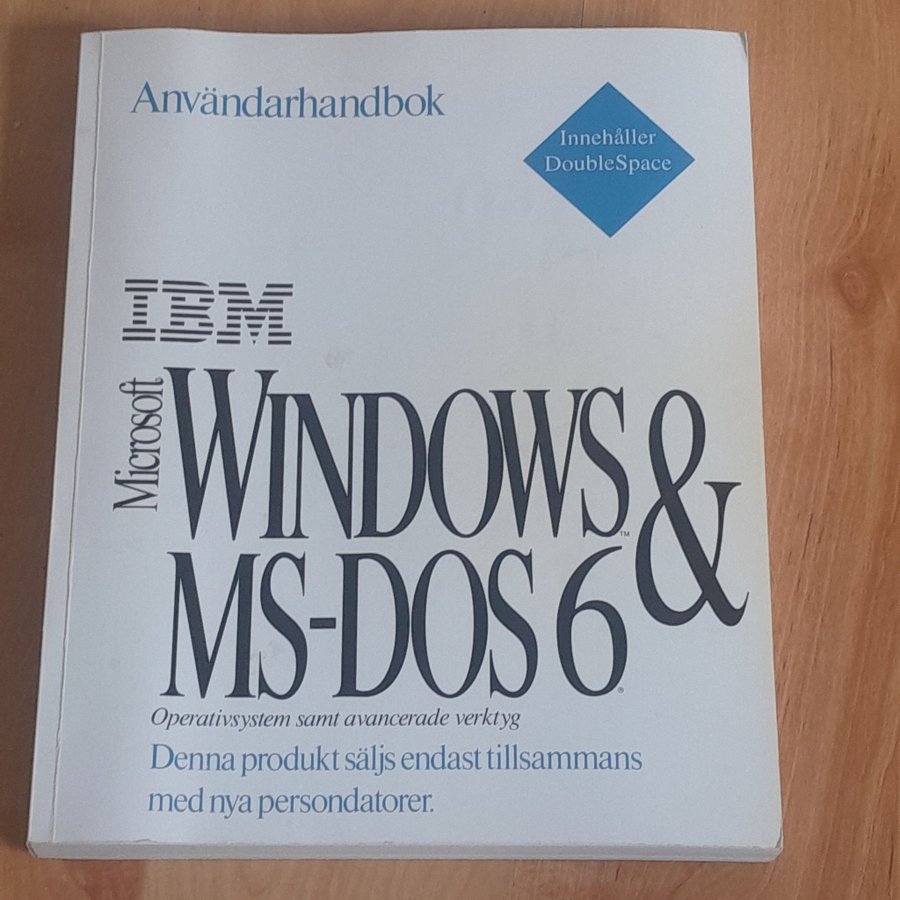 Användarhandbok
Innehåller
DoubleSpace
IBM
Microsoft
WINDOWS™ &
MS-DOS 6®
Operativsystem samt avancerade verktyg
Denna produkt säljs endast tillsammans
med nya persondatorer.